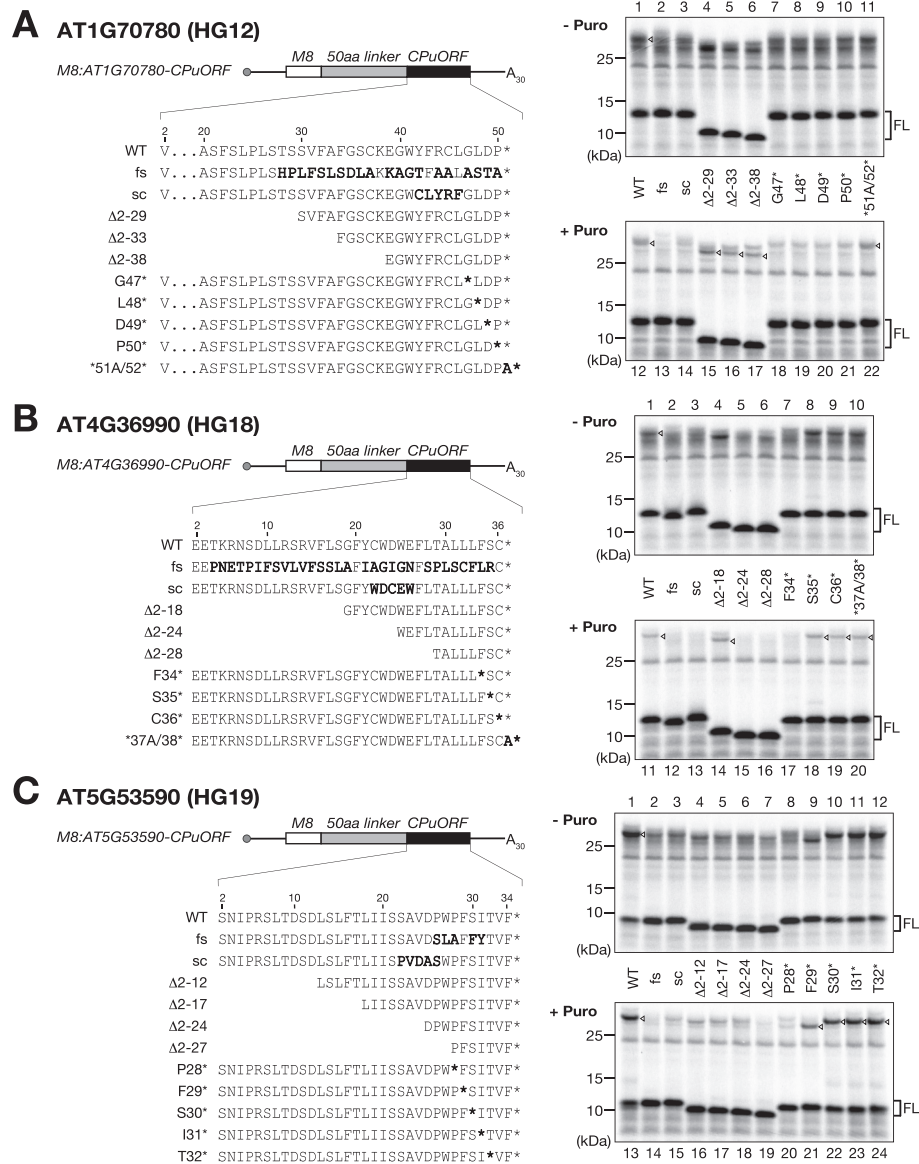 A AT1G70780 (HG12)
M8:AT1G70780-CPuORF
M8 50aa linker CPuORF
A30
2 20 30 40 50
WT V...ASFSLPLSTSSVFAFGSCKEGWYFRCLGLDP*
fs HPLFSLSDLAKKAGTFAALASTA
sc V...ASFSLPLSTSSVFAFGSCKEGWCLYRFGLDP*
Δ2-29 SVFAFGSCKEGWYFRCLGLDP*
Δ2-33 FGSCKEGWYFRCLGLDP*
Δ2-38 EGWYFRCLGLDP*
G47* V...ASFSLPLSTSSVFAFGSCKEGWYFRCL*LDP*
L48* V...ASFSLPLSTSSVFAFGSCKEGWYFRCLG*DP*
D49* V...ASFSLPLSTSSVFAFGSCKEGWYFRCLGL*P*
P50* V...ASFSLPLSTSSVFAFGSCKEGWYFRCLGLD**
*51A/52* V...ASFSLPLSTSSVFAFGSCKEGWYFRCLGLDPA*
- Puro
1 2 3 4 5 6 7 8 9 10 11
25
15
10
(kDa)
FL
WT fs sc Δ2-29 Δ2-33 Δ2-38 G47* L48* D49* P50* *51A/52*
+ Puro
25
15
10
(kDa)
FL
12 13 14 15 16 17 18 19 20 21 22
B AT4G36990 (HG18)
M8:AT4G36990-CPuORF
M8 50aa linker CPuORF
A30
2 10 20 30 36
WT EETKRNSDLLRSRVFLSGFYCWDWEFLTALLLFSC*
fs EEPNETPIFSVLVFSSLAFIAGIGNFSPLSCFLRC*
sc EETKRNSDLLRSRVFLSGFYWDCEWFLTALLLFSC*
Δ2-18 GFYCWDWEFLTALLLFSC*
Δ2-24 WEFLTALLLFSC*
Δ2-28 TALLLFSC*
F34* EETKRNSDLLRSRVFLSGFYCWDWEFLTALLL*SC*
S35* EETKRNSDLLRSRVFLSGFYCWDWEFLTALLLF*C*
C36* EETKRNSDLLRSRVFLSGFYCWDWEFLTALLLFS**
*37A/38* EETKRNSDLLRSRVFLSGFYCWDWEFLTALLLFSCA*
- Puro
1 2 3 4 5 6 7 8 9 10
25
15
10
(kDa)
FL
WT fs sc Δ2-18 Δ2-24 Δ2-28 F34* S35* C36* *37A/38*
+ Puro
25
15
10
(kDa)
FL
11 12 13 14 15 16 17 18 19 20
C AT5G53590 (HG19)
M8:AT5G53590-CPuORF
M8 50aa linker CPuORF
A30
2 10 20 30 34
WT SNIPRSLTDSDLSLFTLIISSAVDPWPFSITVF*
fs SNIPRSLTDSDLSLFTLIISSAVDSLAFFYTVF*
sc SNIPRSLTDSDLSLFTLIISPVDASWPFSITVF*
Δ2-12 LSLFTLIISSAVDPWPFSITVF*
Δ2-17 LIISSAVDPWPFSITVF*
Δ2-24 DPWPFSITVF*
Δ2-27 PFSITVF*
P28* SNIPRSLTDSDLSLFTLIISSAVDPW*FSITVF*
F29* SNIPRSLTDSDLSLFTLIISSAVDPWP*SITVF*
S30* SNIPRSLTDSDLSLFTLIISSAVDPWPF*ITVF*
I31* SNIPRSLTDSDLSLFTLIISSAVDPWPFS*TVF*
T32* SNIPRSLTDSDLSLFTLIISSAVDPWPFSI*VF*
- Puro
1 2 3 4 5 6 7 8 9 10 11 12
25
15
10
(kDa)
FL
WT fs sc Δ2-12 Δ2-17 Δ2-24 Δ2-27 P28* F29* S30* I31* T32*
+ Puro
25
15
10
(kDa)
FL
13 14 15 16 17 18 19 20 21 22 23 24